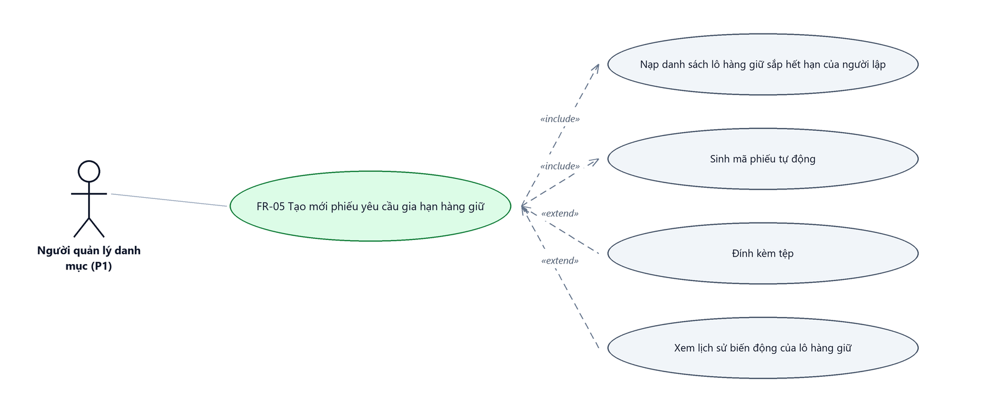 Nạp danh sách lô hàng giữ sắp hết hạn của người lập
«include»
Sinh mã phiếu tự động
«include»
FR-05 Tạo mới phiếu yêu cầu gia hạn hàng giữ
«extend»
Người quản lý danh
mục (P1)
Đính kèm tệp
«extend»
Xem lịch sử biến động của lô hàng giữ